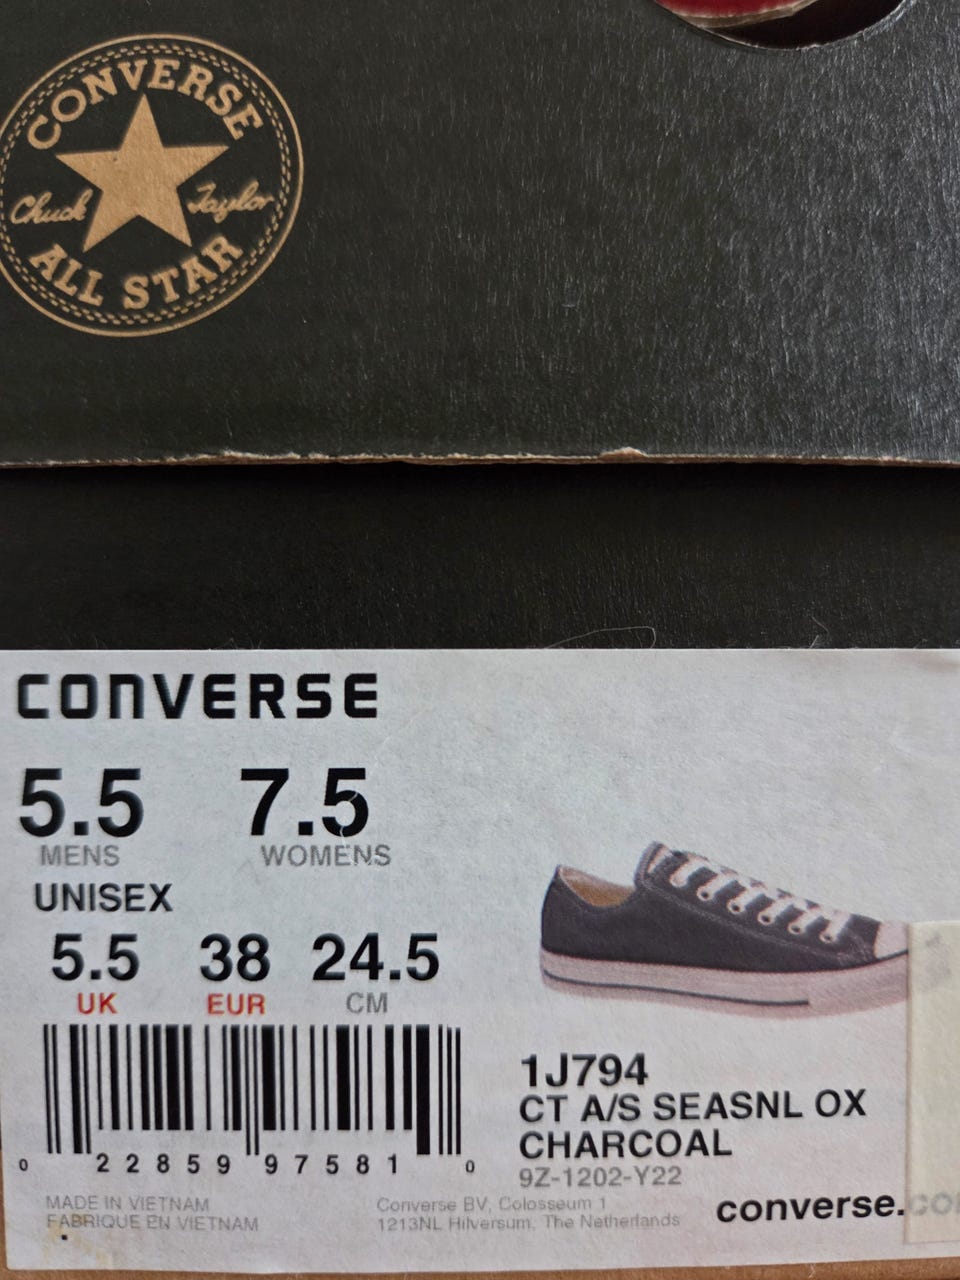 CONVERSE
Chuck Taylor
ALL STAR
CONVERSE
5.5 7.5
MENS WOMENS
UNISEX
5.5 38 24.5
UK EUR CM
0 22859 97581 0
1J794
CT A/S SEASNL OX
CHARCOAL
9Z-1202-Y22
MADE IN VIETNAM
FABRIQUE EN VIETNAM
Converse BV, Colosseum 1
1213NL Hilversum, The Netherlands
converse.co